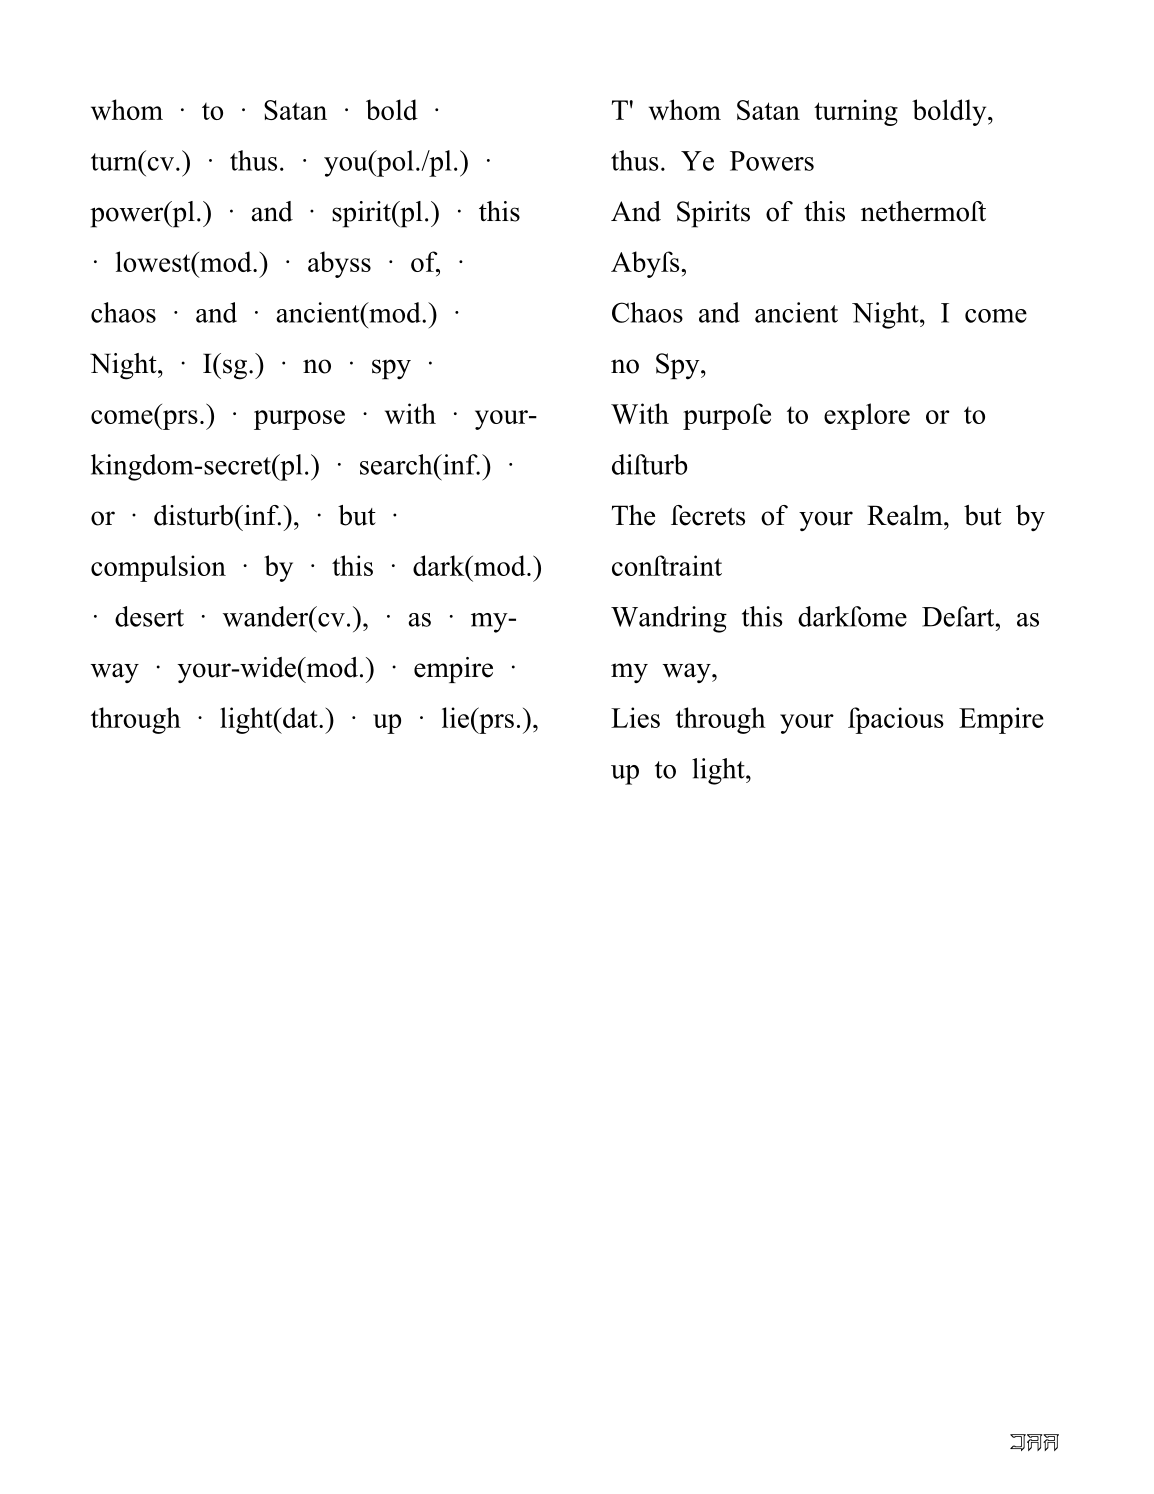 whom · to · Satan · bold ·
turn(cv.) · thus. · you(pol./pl.) ·
power(pl.) · and · spirit(pl.) · this
· lowest(mod.) · abyss · of, ·
chaos · and · ancient(mod.) ·
Night, · I(sg.) · no · spy ·
come(prs.) · purpose · with · your-
kingdom-secret(pl.) · search(inf.) ·
or · disturb(inf.), · but ·
compulsion · by · this · dark(mod.)
· desert · wander(cv.), · as · my-
way · your-wide(mod.) · empire ·
through · light(dat.) · up · lie(prs.),
T' whom Satan turning boldly,
thus. Ye Powers
And Spirits of this nethermoſt
Abyſs,
Chaos and ancient Night, I come
no Spy,
With purpoſe to explore or to
diſturb
The ſecrets of your Realm, but by
conſtraint
Wandring this darkſome Deſart, as
my way,
Lies through your ſpacious Empire
up to light,